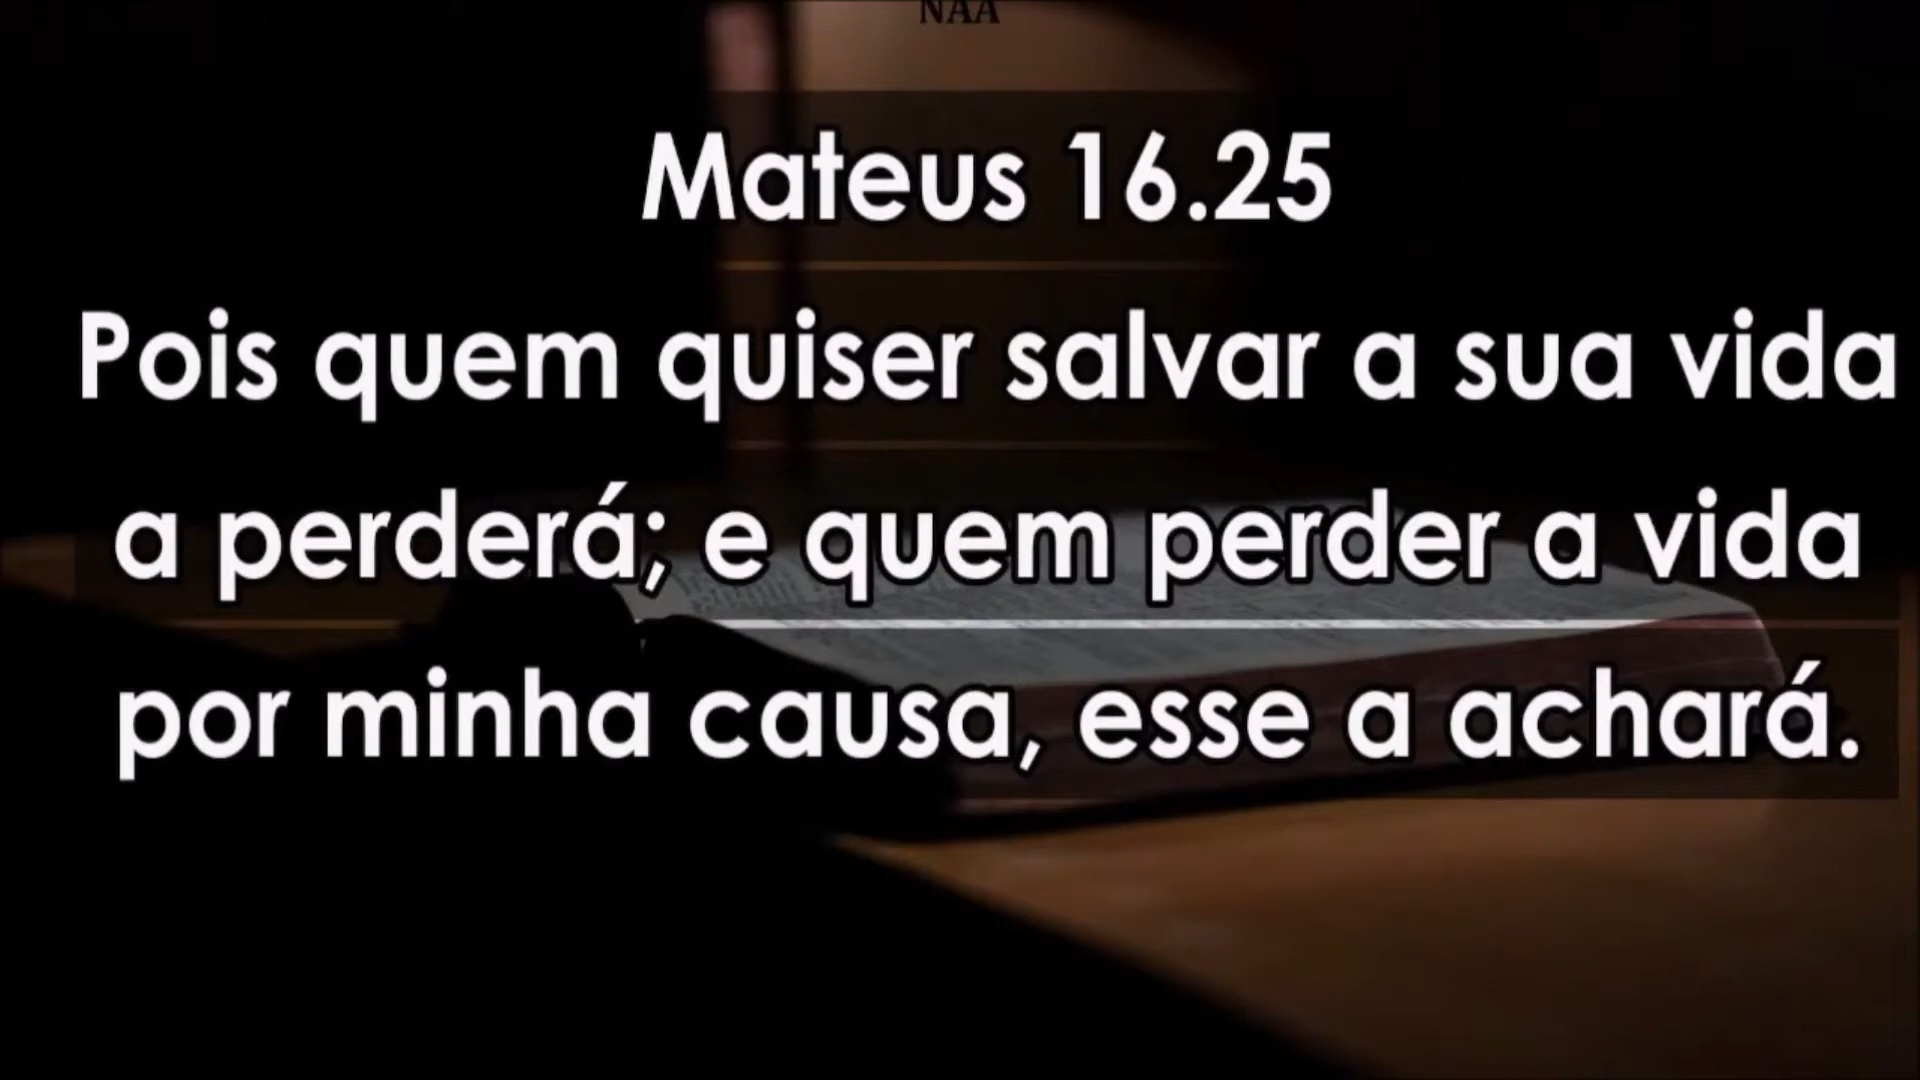 NAA
Mateus 16.25
Pois quem quiser salvar a sua vida
a perderá; e quem perder a vida
por minha causa, esse a achará.